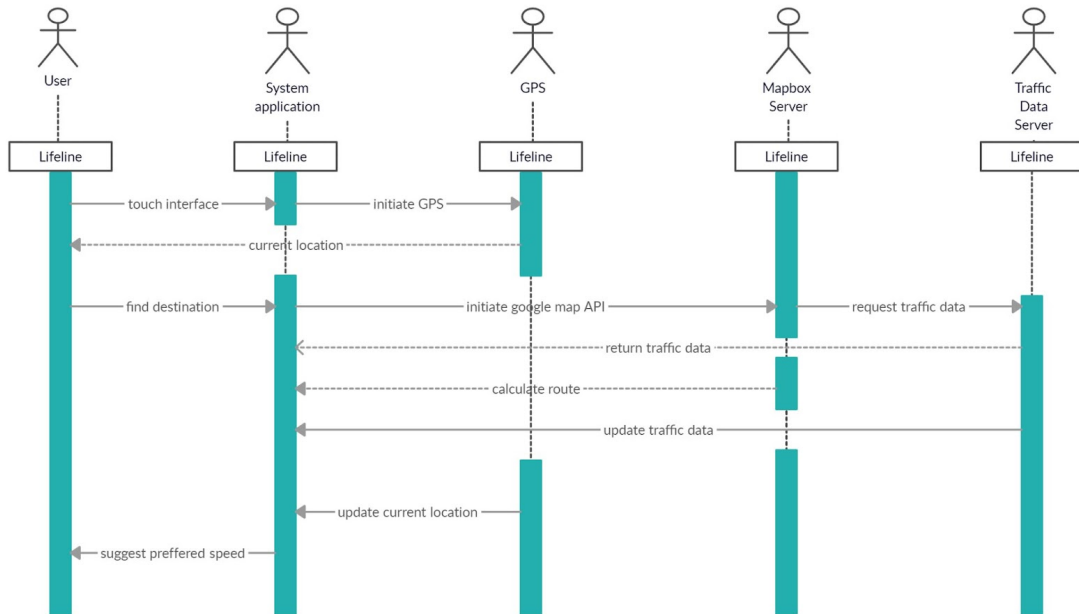 User
System
application
GPS
Mapbox
Server
Traffic
Data
Server
Lifeline
Lifeline
Lifeline
Lifeline
Lifeline
touch interface
initiate GPS
current location
find destination
initiate google map API
request traffic data
return traffic data
calculate route
update traffic data
update current location
suggest preffered speed